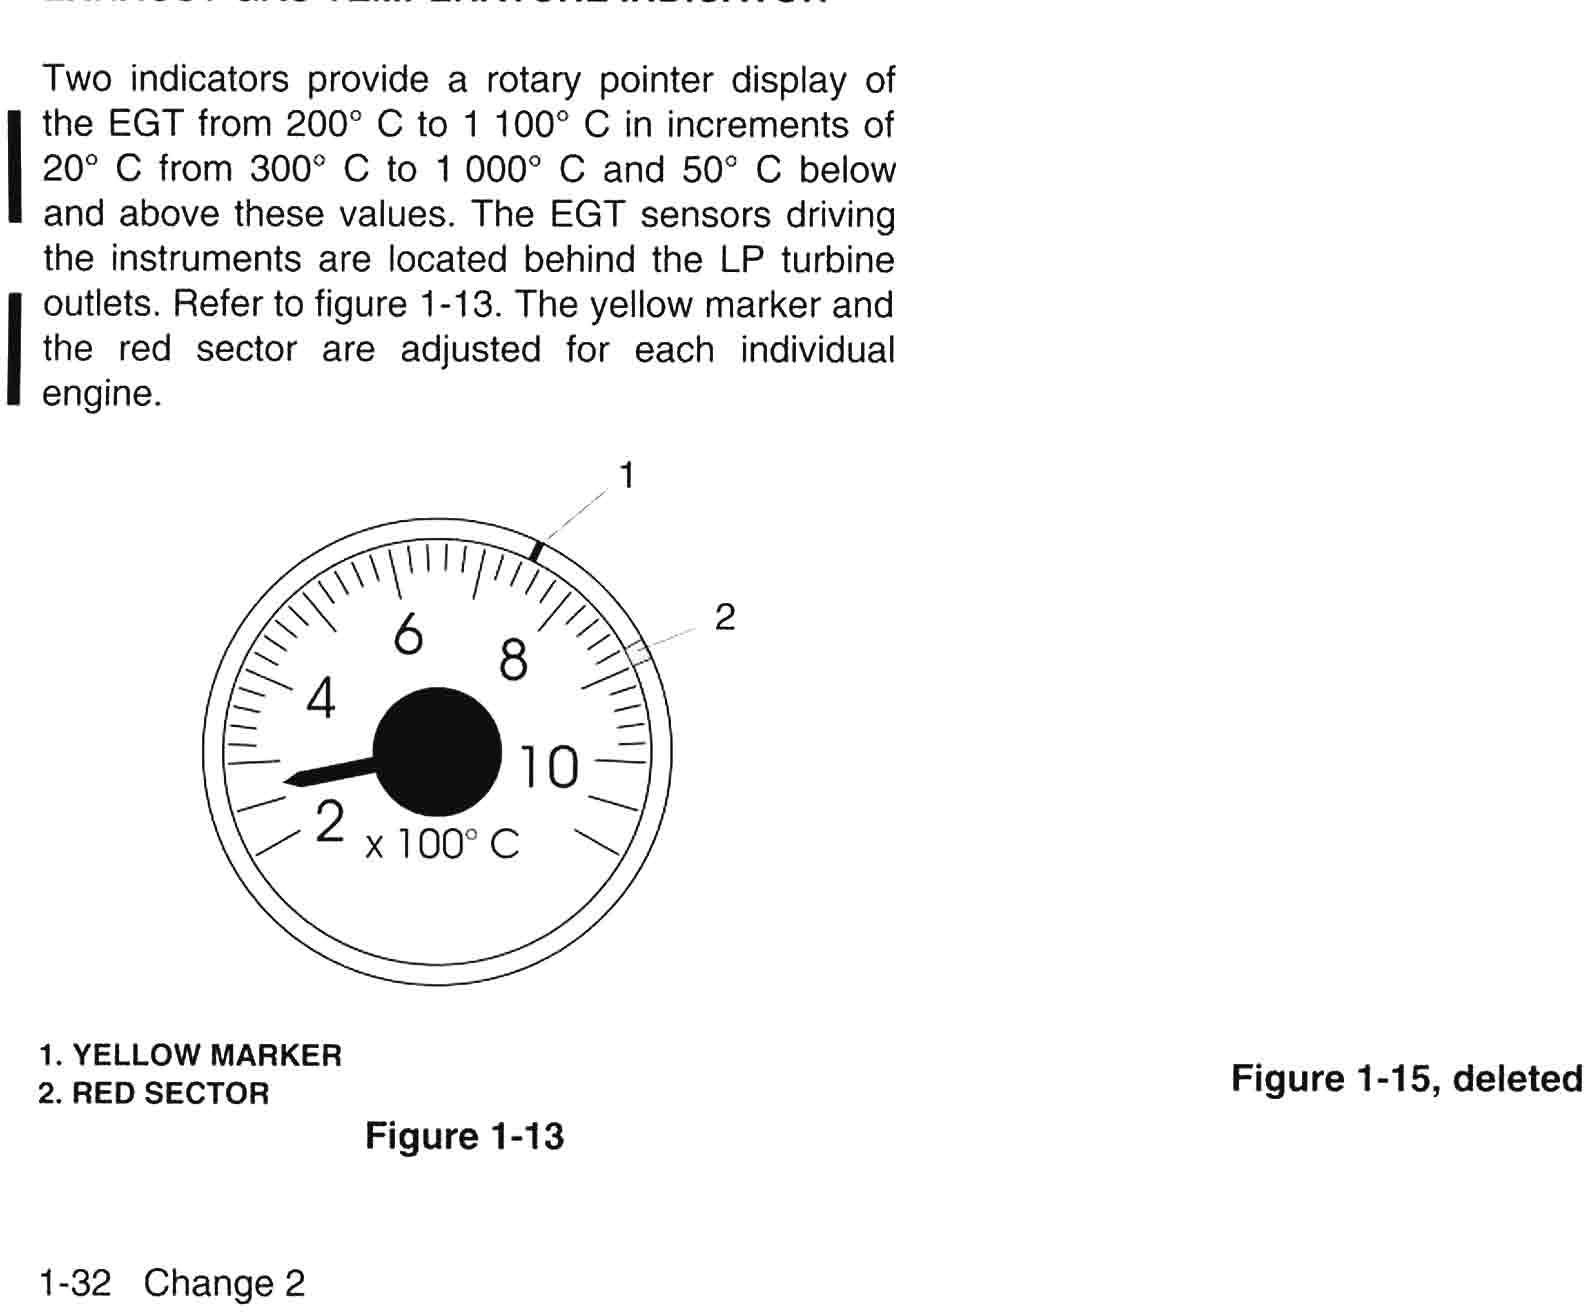 EXHAUST GAS TEMPERATURE INDICATOR
Two indicators provide a rotary pointer display of
the EGT from 200° C to 1 100° C in increments of
20° C from 300° C to 1 000° C and 50° C below
and above these values. The EGT sensors driving
the instruments are located behind the LP turbine
outlets. Refer to figure 1-13. The yellow marker and
the red sector are adjusted for each individual
engine.
1
2
6
8
4
10
2
x 100° C
1. YELLOW MARKER
2. RED SECTOR
Figure 1-13
Figure 1-15, deleted
1-32 Change 2